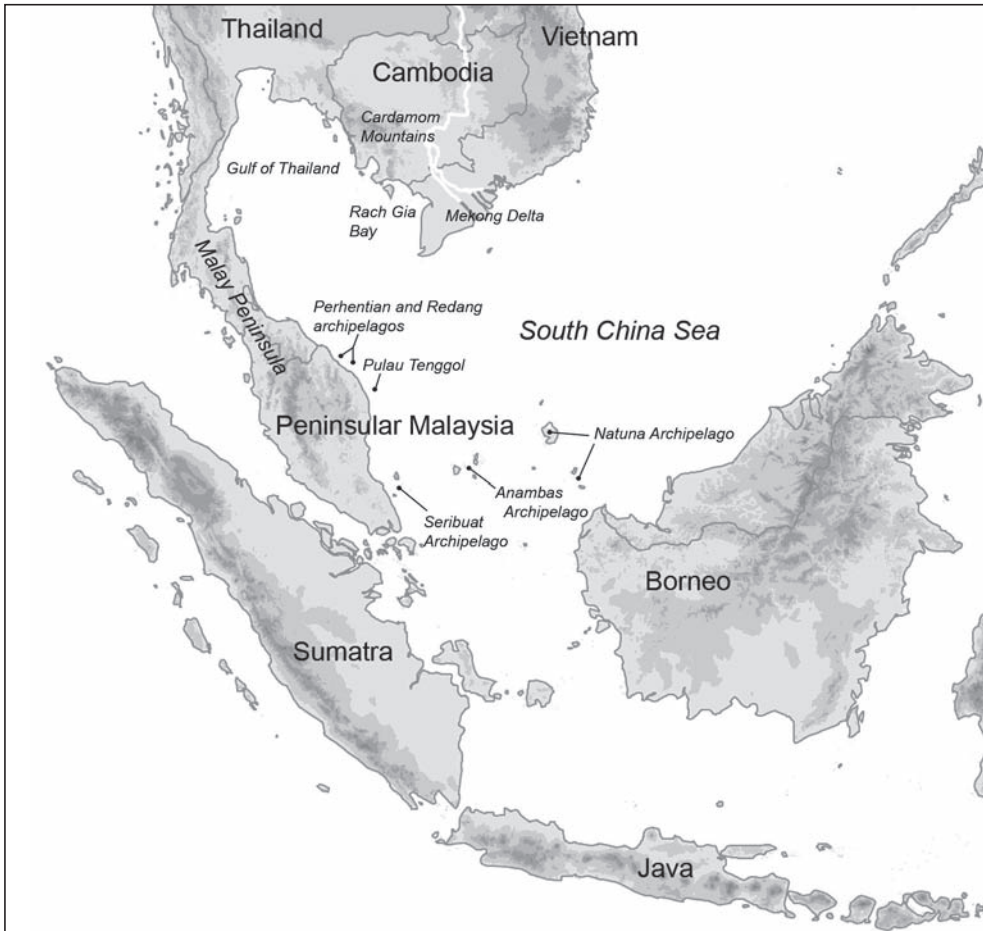 Thailand
Vietnam
Cambodia
Cardamom
Mountains
Gulf of Thailand
Rach Gia
Bay
Mekong Delta
Malay Peninsula
Perhentian and Redang
archipelagos
South China Sea
Pulau Tenggol
Peninsular Malaysia
Natuna Archipelago
Anambas
Archipelago
Seribuat
Archipelago
Borneo
Sumatra
Java